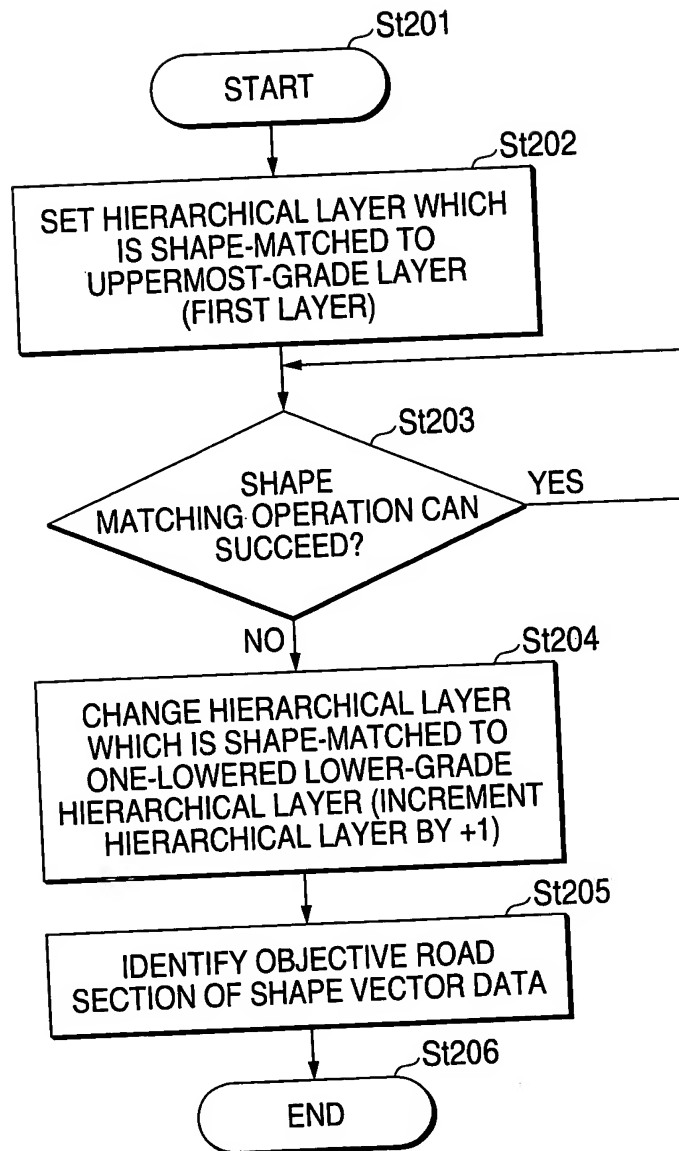 St201
START
St202
SET HIERARCHICAL LAYER WHICH
IS SHAPE-MATCHED TO
UPPERMOST-GRADE LAYER
(FIRST LAYER)
St203
SHAPE
MATCHING OPERATION CAN
SUCCEED?
YES
NO
St204
CHANGE HIERARCHICAL LAYER
WHICH IS SHAPE-MATCHED TO
ONE-LOWERED LOWER-GRADE
HIERARCHICAL LAYER (INCREMENT
HIERARCHICAL LAYER BY +1)
St205
IDENTIFY OBJECTIVE ROAD
SECTION OF SHAPE VECTOR DATA
St206
END